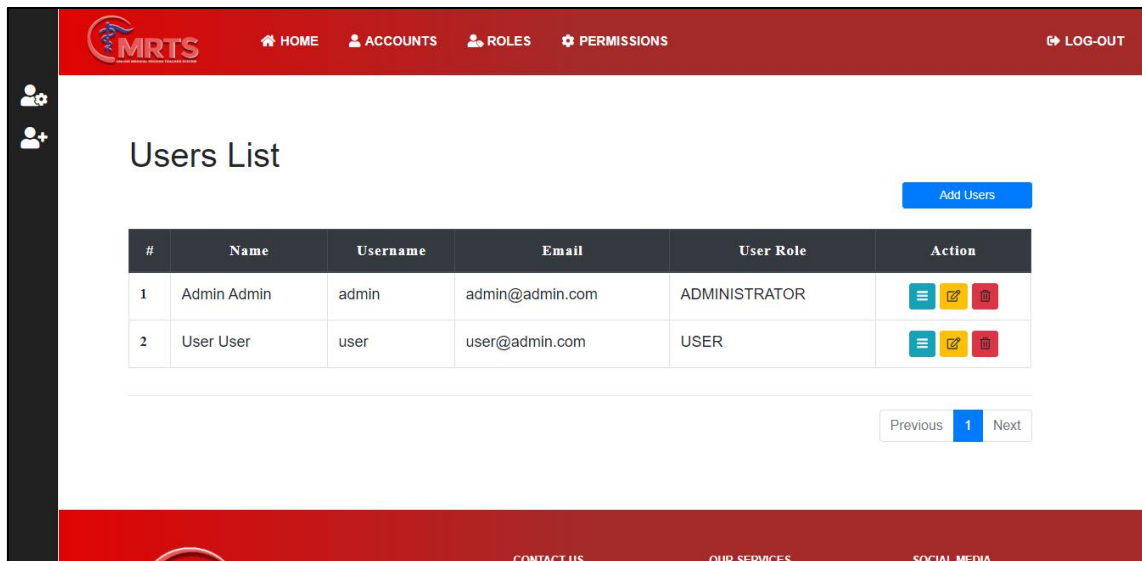 MRTS
HOME ACCOUNTS ROLES PERMISSIONS LOG-OUT
Users List
Add Users
# Name Username Email User Role Action
1 Admin Admin admin admin@admin.com ADMINISTRATOR
2 User User user user@admin.com USER
Previous 1 Next
CONTACT US OUR SERVICES SOCIAL MEDIA